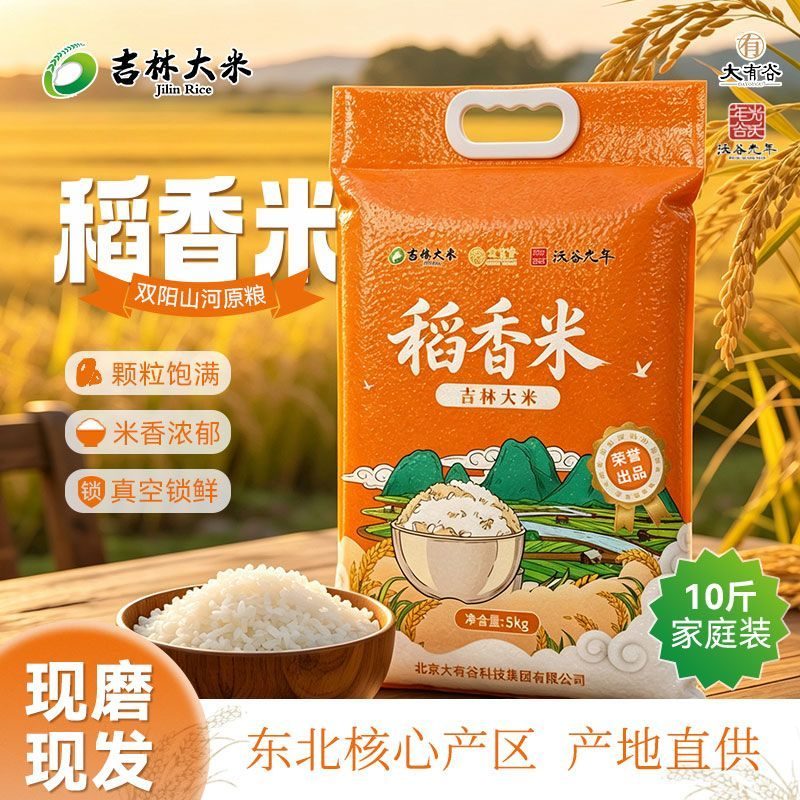 吉林大米
Jilin Rice
大有谷
沃谷光年
稻香米
双阳山河原粮
颗粒饱满
米香浓郁
锁 真空锁鲜
吉林大米
沃谷光年
稻香米
吉林大米
荣誉
出品
净含量:5kg
北京大有谷科技集团有限公司
10斤
家庭装
现磨
现发
东北核心产区 产地直供